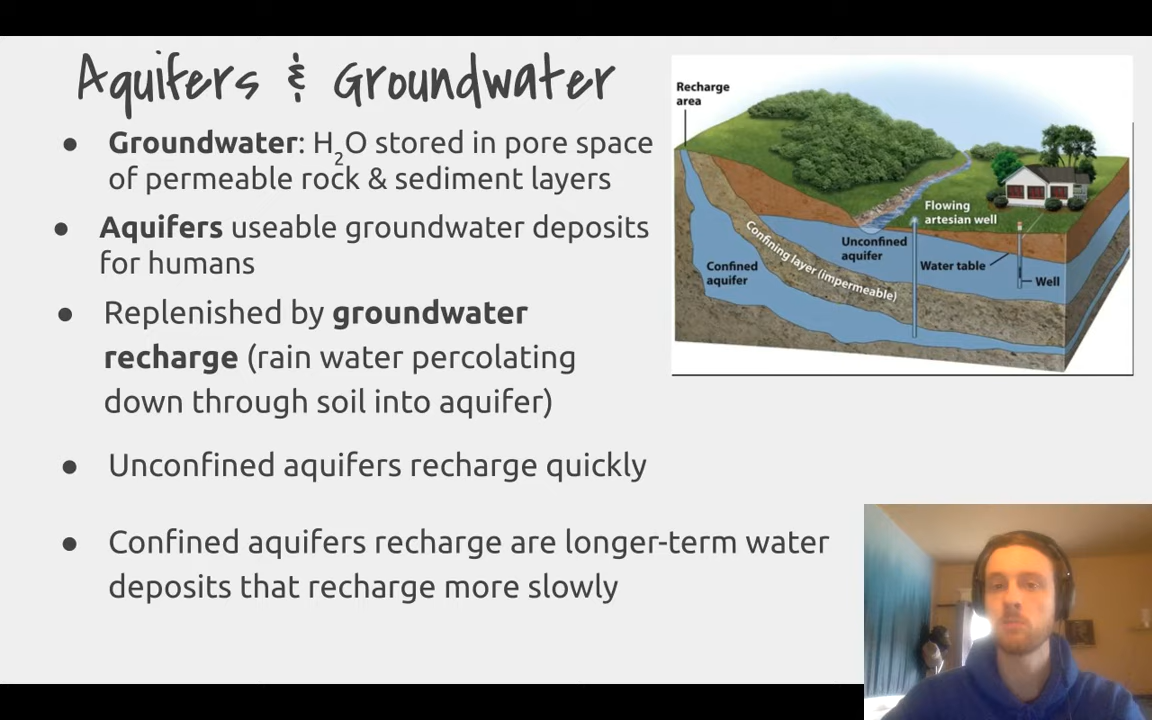 Aquifers & Groundwater
● Groundwater: H2O stored in pore space
of permeable rock & sediment layers
● Aquifers useable groundwater deposits
for humans
● Replenished by groundwater
recharge (rain water percolating
down through soil into aquifer)
● Unconfined aquifers recharge quickly
● Confined aquifers recharge are longer-term water
deposits that recharge more slowly
Recharge
area
Flowing
artesian well
Unconfined
aquifer
Water table
Well
Confining layer (impermeable)
Confined
aquifer